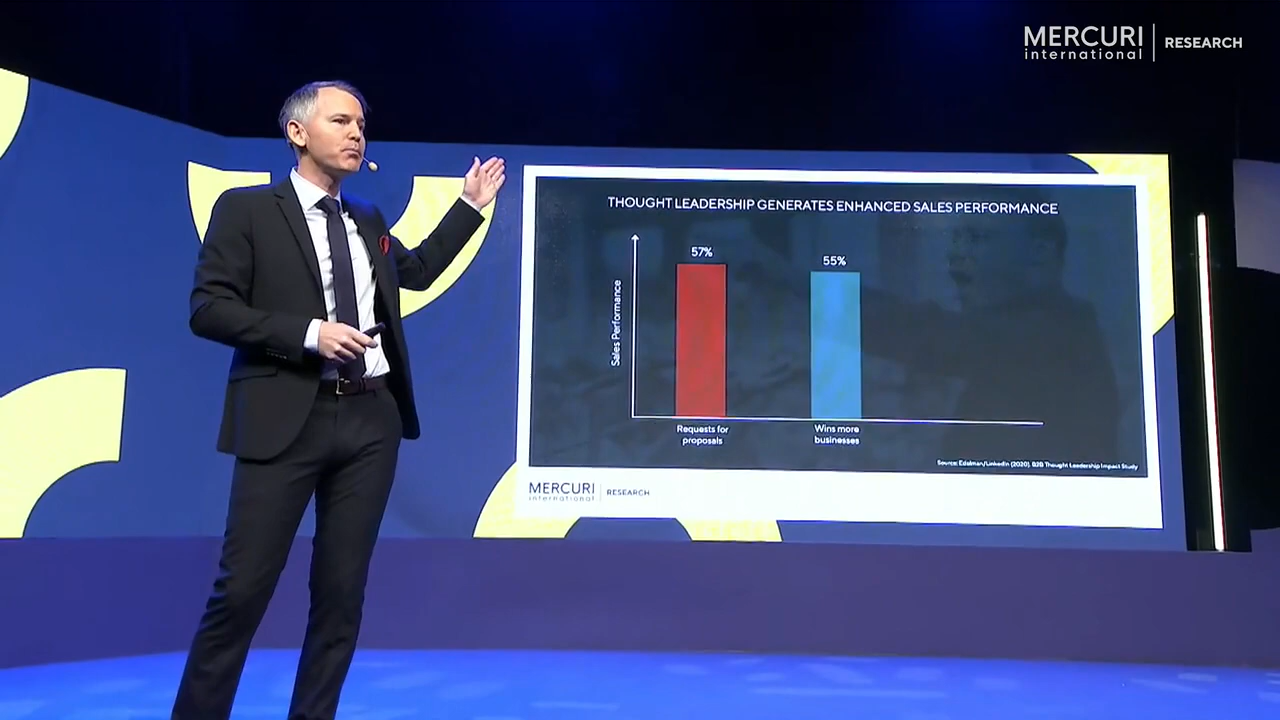 MERCURI
international
RESEARCH
THOUGHT LEADERSHIP GENERATES ENHANCED SALES PERFORMANCE
57%
55%
Sales Performance
Requests for
proposals
Wins more
businesses
Source: Edelman/LinkedIn (2020). B2B Thought Leadership Impact Study
MERCURI
international
RESEARCH